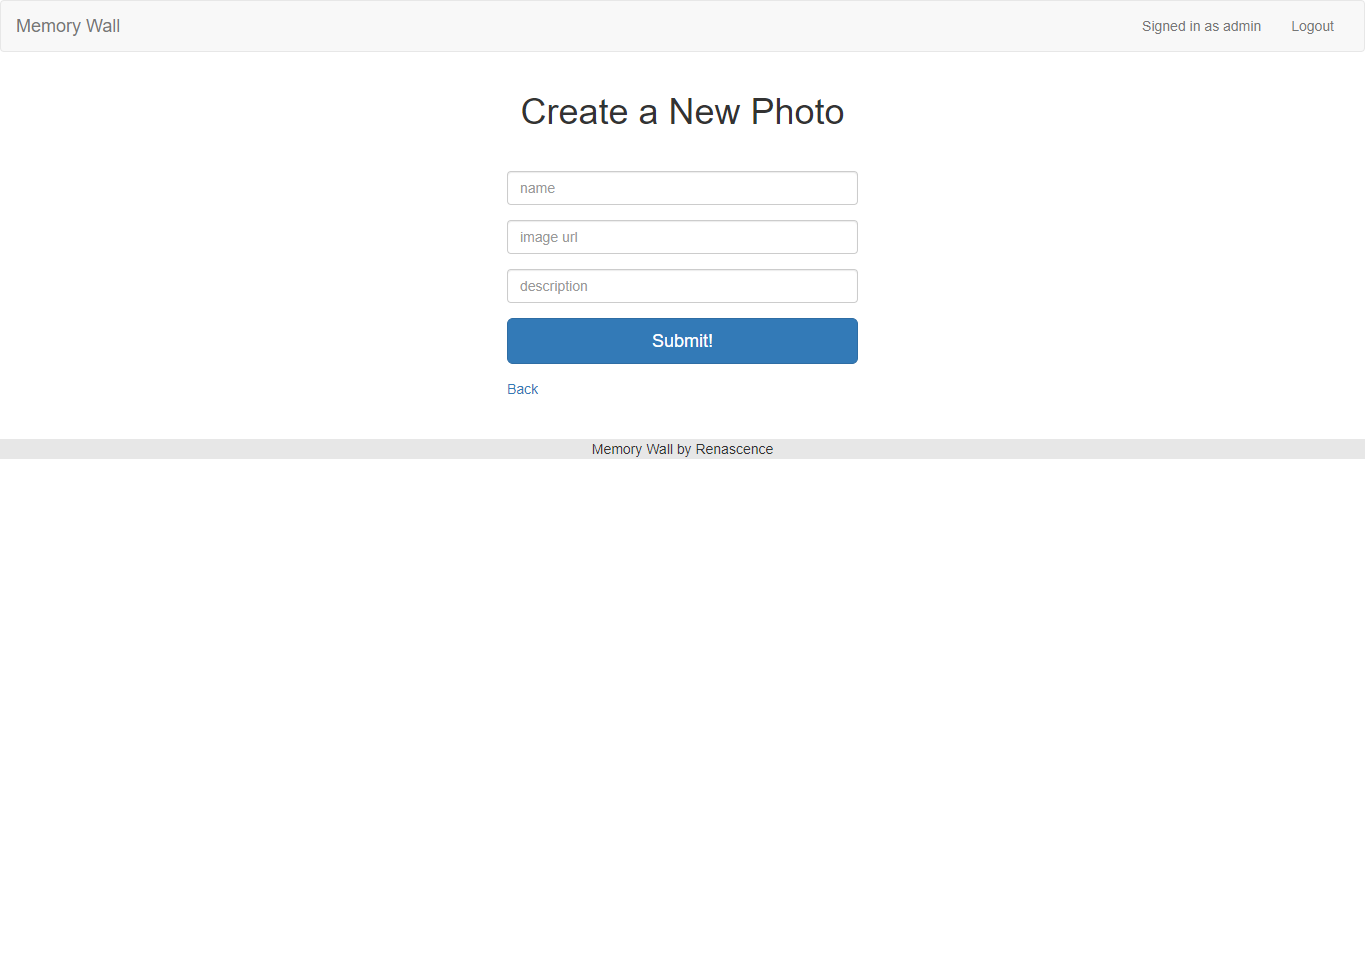 Memory Wall
Signed in as admin
Logout
Create a New Photo
name
image url
description
Submit!
Back
Memory Wall by Renascence